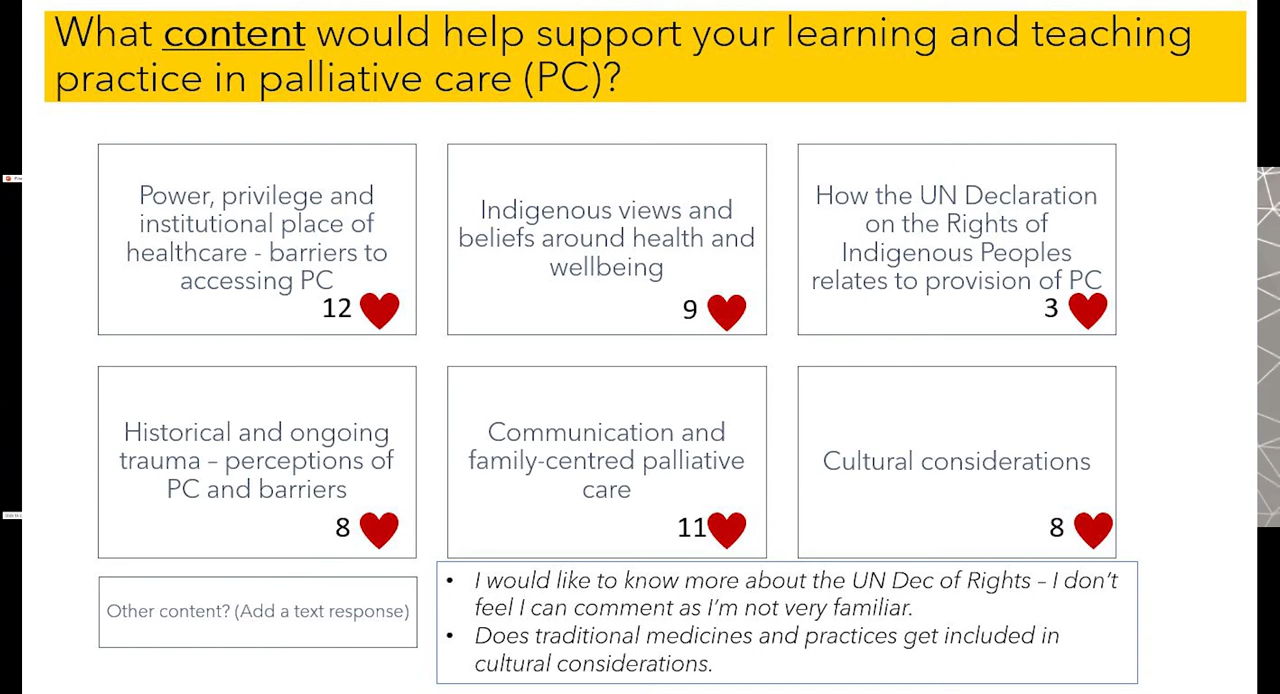 What content would help support your learning and teaching
practice in palliative care (PC)?
Power, privilege and
institutional place of
healthcare - barriers to
accessing PC
12
Indigenous views and
beliefs around health and
wellbeing
9
How the UN Declaration
on the Rights of
Indigenous Peoples
relates to provision of PC
3
Historical and ongoing
trauma – perceptions of
PC and barriers
8
Communication and
family-centred palliative
care
11
Cultural considerations
8
Other content? (Add a text response)
• I would like to know more about the UN Dec of Rights – I don't
feel I can comment as I'm not very familiar.
• Does traditional medicines and practices get included in
cultural considerations.